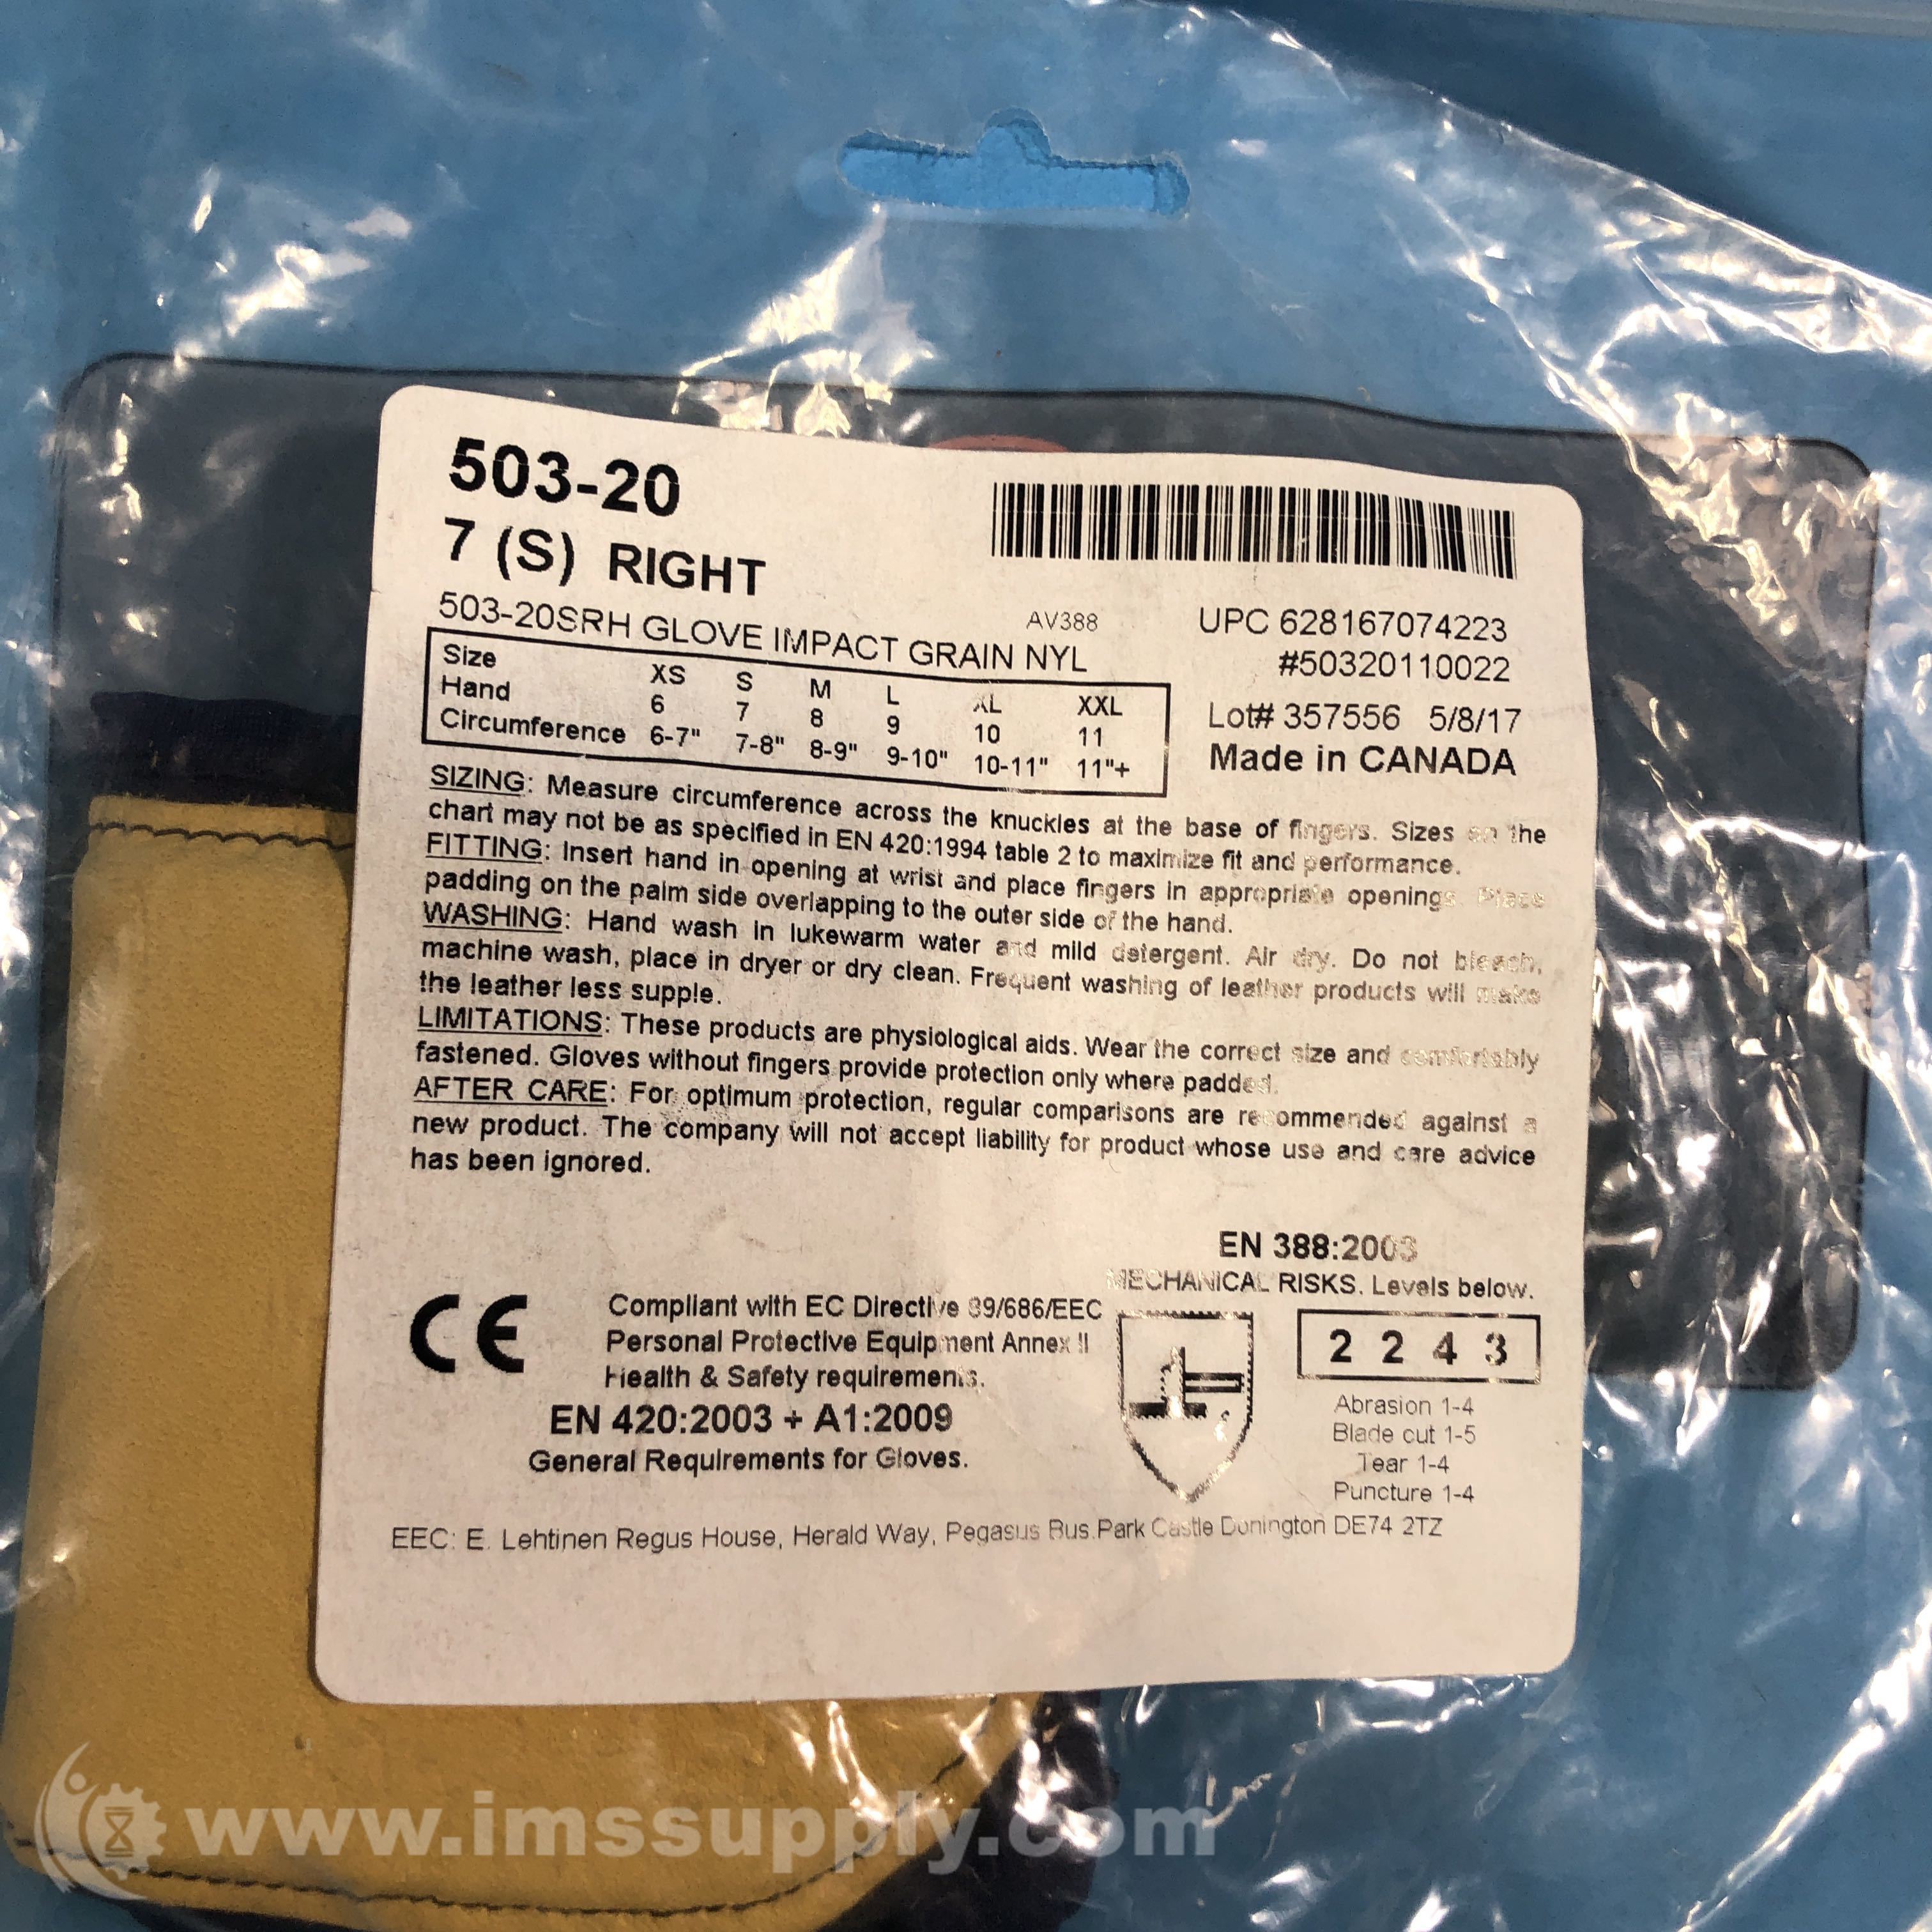 503-20
7 (S) RIGHT
503-20SRH GLOVE IMPACT GRAIN NYL
AV388
UPC 628167074223
#50320110022
Lot# 357556 5/8/17
Made in CANADA
Size XS S M L XL XXL
Hand 6 7 8 9 10 11
Circumference 6-7" 7-8" 8-9" 9-10" 10-11" 11"+
SIZING: Measure circumference across the knuckles at the base of fingers. Sizes on the
chart may not be as specified in EN 420:1994 table 2 to maximize fit and performance.
FITTING: Insert hand in opening at wrist and place fingers in appropriate openings. Place
padding on the palm side overlapping to the outer side of the hand.
WASHING: Hand wash in lukewarm water and mild detergent. Air dry. Do not bleach,
machine wash, place in dryer or dry clean. Frequent washing of leather products will make
the leather less supple.
LIMITATIONS: These products are physiological aids. Wear the correct size and comfortably
fastened. Gloves without fingers provide protection only where padded.
AFTER CARE: For optimum protection, regular comparisons are recommended against a
new product. The company will not accept liability for product whose use and care advice
has been ignored.
EN 388:2003
MECHANICAL RISKS. Levels below.
CE
Compliant with EC Directive 89/686/EEC
Personal Protective Equipment Annex II
Health & Safety requirements.
EN 420:2003 + A1:2009
General Requirements for Gloves.
2 2 4 3
Abrasion 1-4
Blade cut 1-5
Tear 1-4
Puncture 1-4
EEC: E. Lehtinen Regus House, Herald Way, Pegasus Bus.Park Castle Donington DE74 2TZ
www.imssupply.com